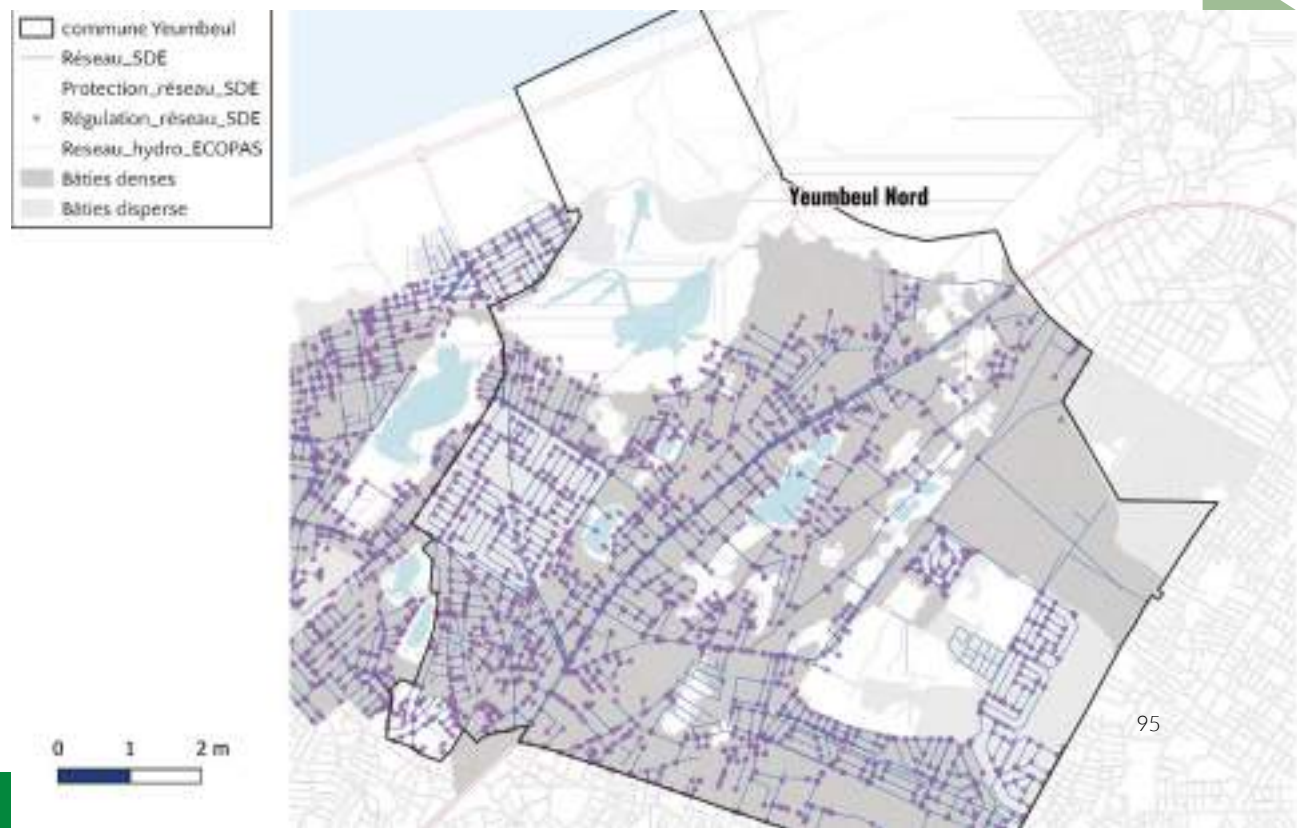 commune Yeumbeul
Réseau_SDE
Protection_réseau_SDE
Régulation_réseau_SDE
Reseau_hydro_ECOPAS
Bâties denses
Bâties disperse
Yeumbeul Nord
95
0 1 2 m